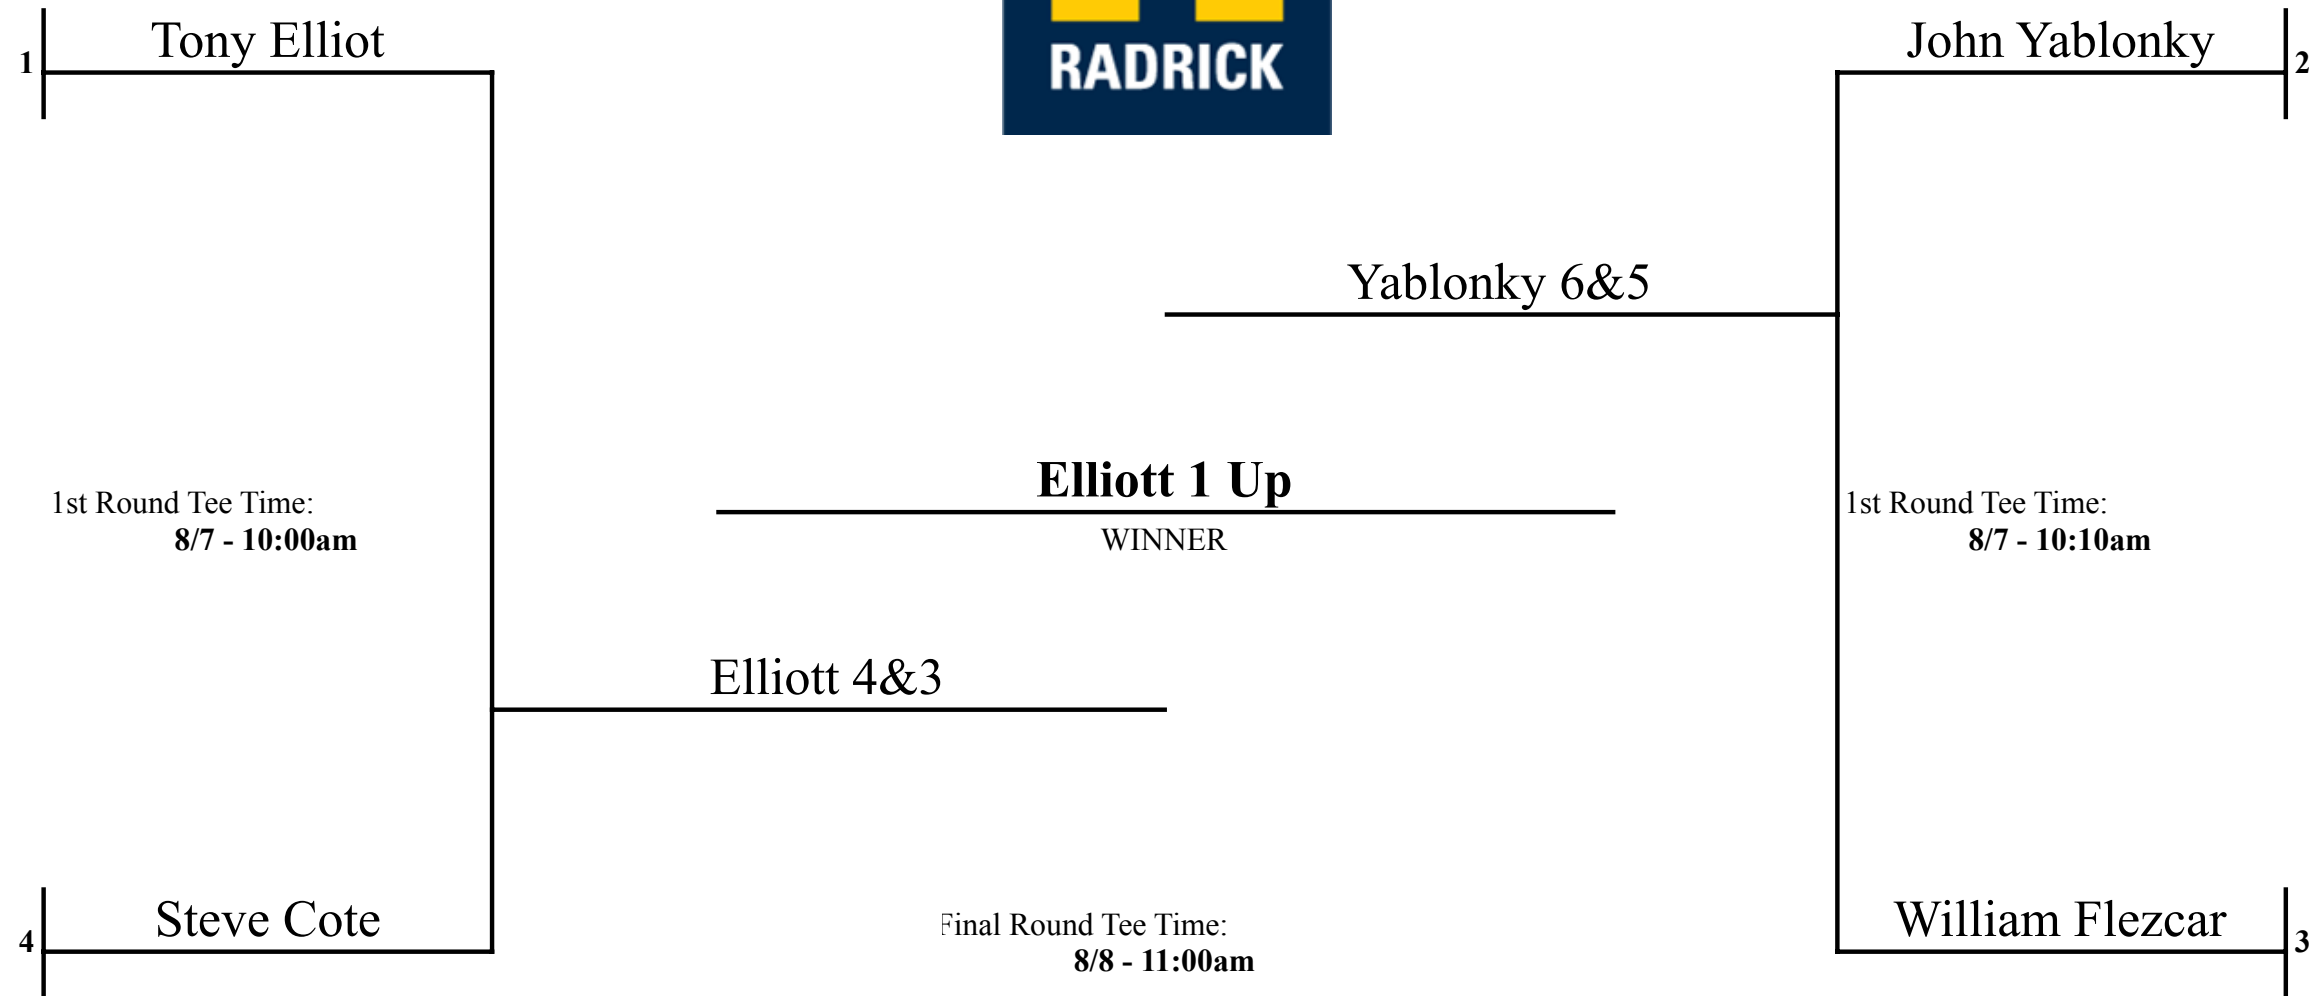 RADRICK
1
Tony Elliot
John Yablonky
2
Yablonky 6&5
Elliott 1 Up
WINNER
1st Round Tee Time:
8/7 - 10:00am
1st Round Tee Time:
8/7 - 10:10am
Elliott 4&3
4
Steve Cote
William Flezcar
3
Final Round Tee Time:
8/8 - 11:00am